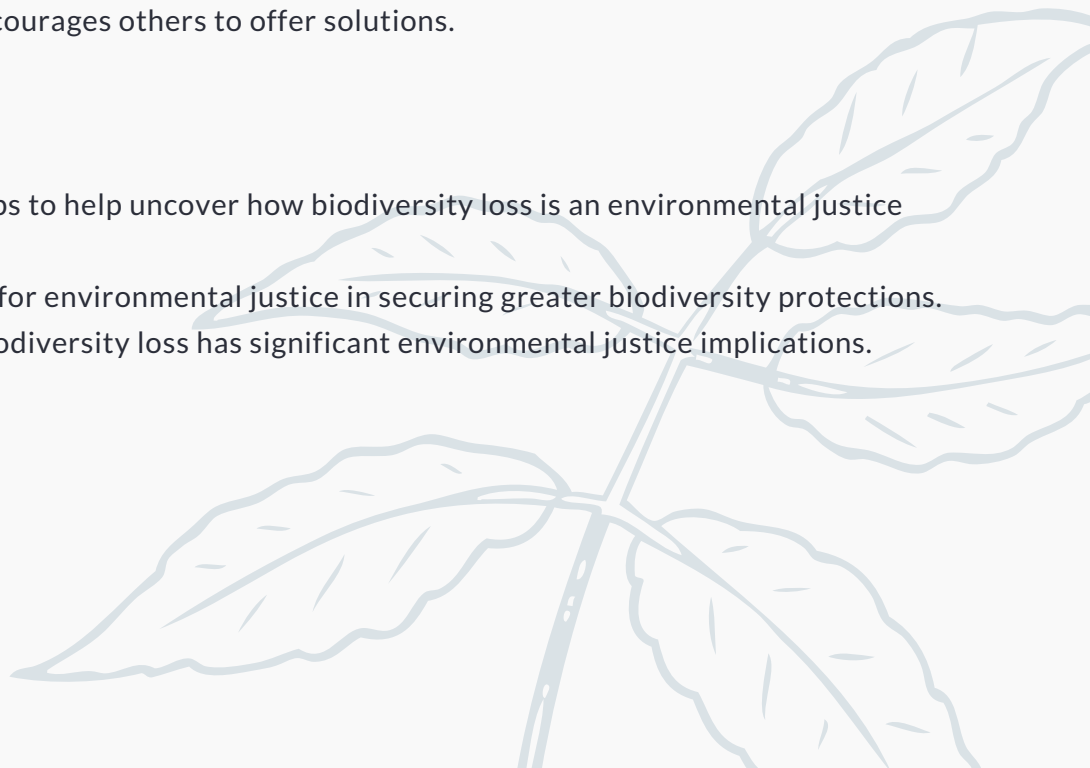 courages others to offer solutions.
ps to help uncover how biodiversity loss is an environmental justice
for environmental justice in securing greater biodiversity protections.
odiversity loss has significant environmental justice implications.